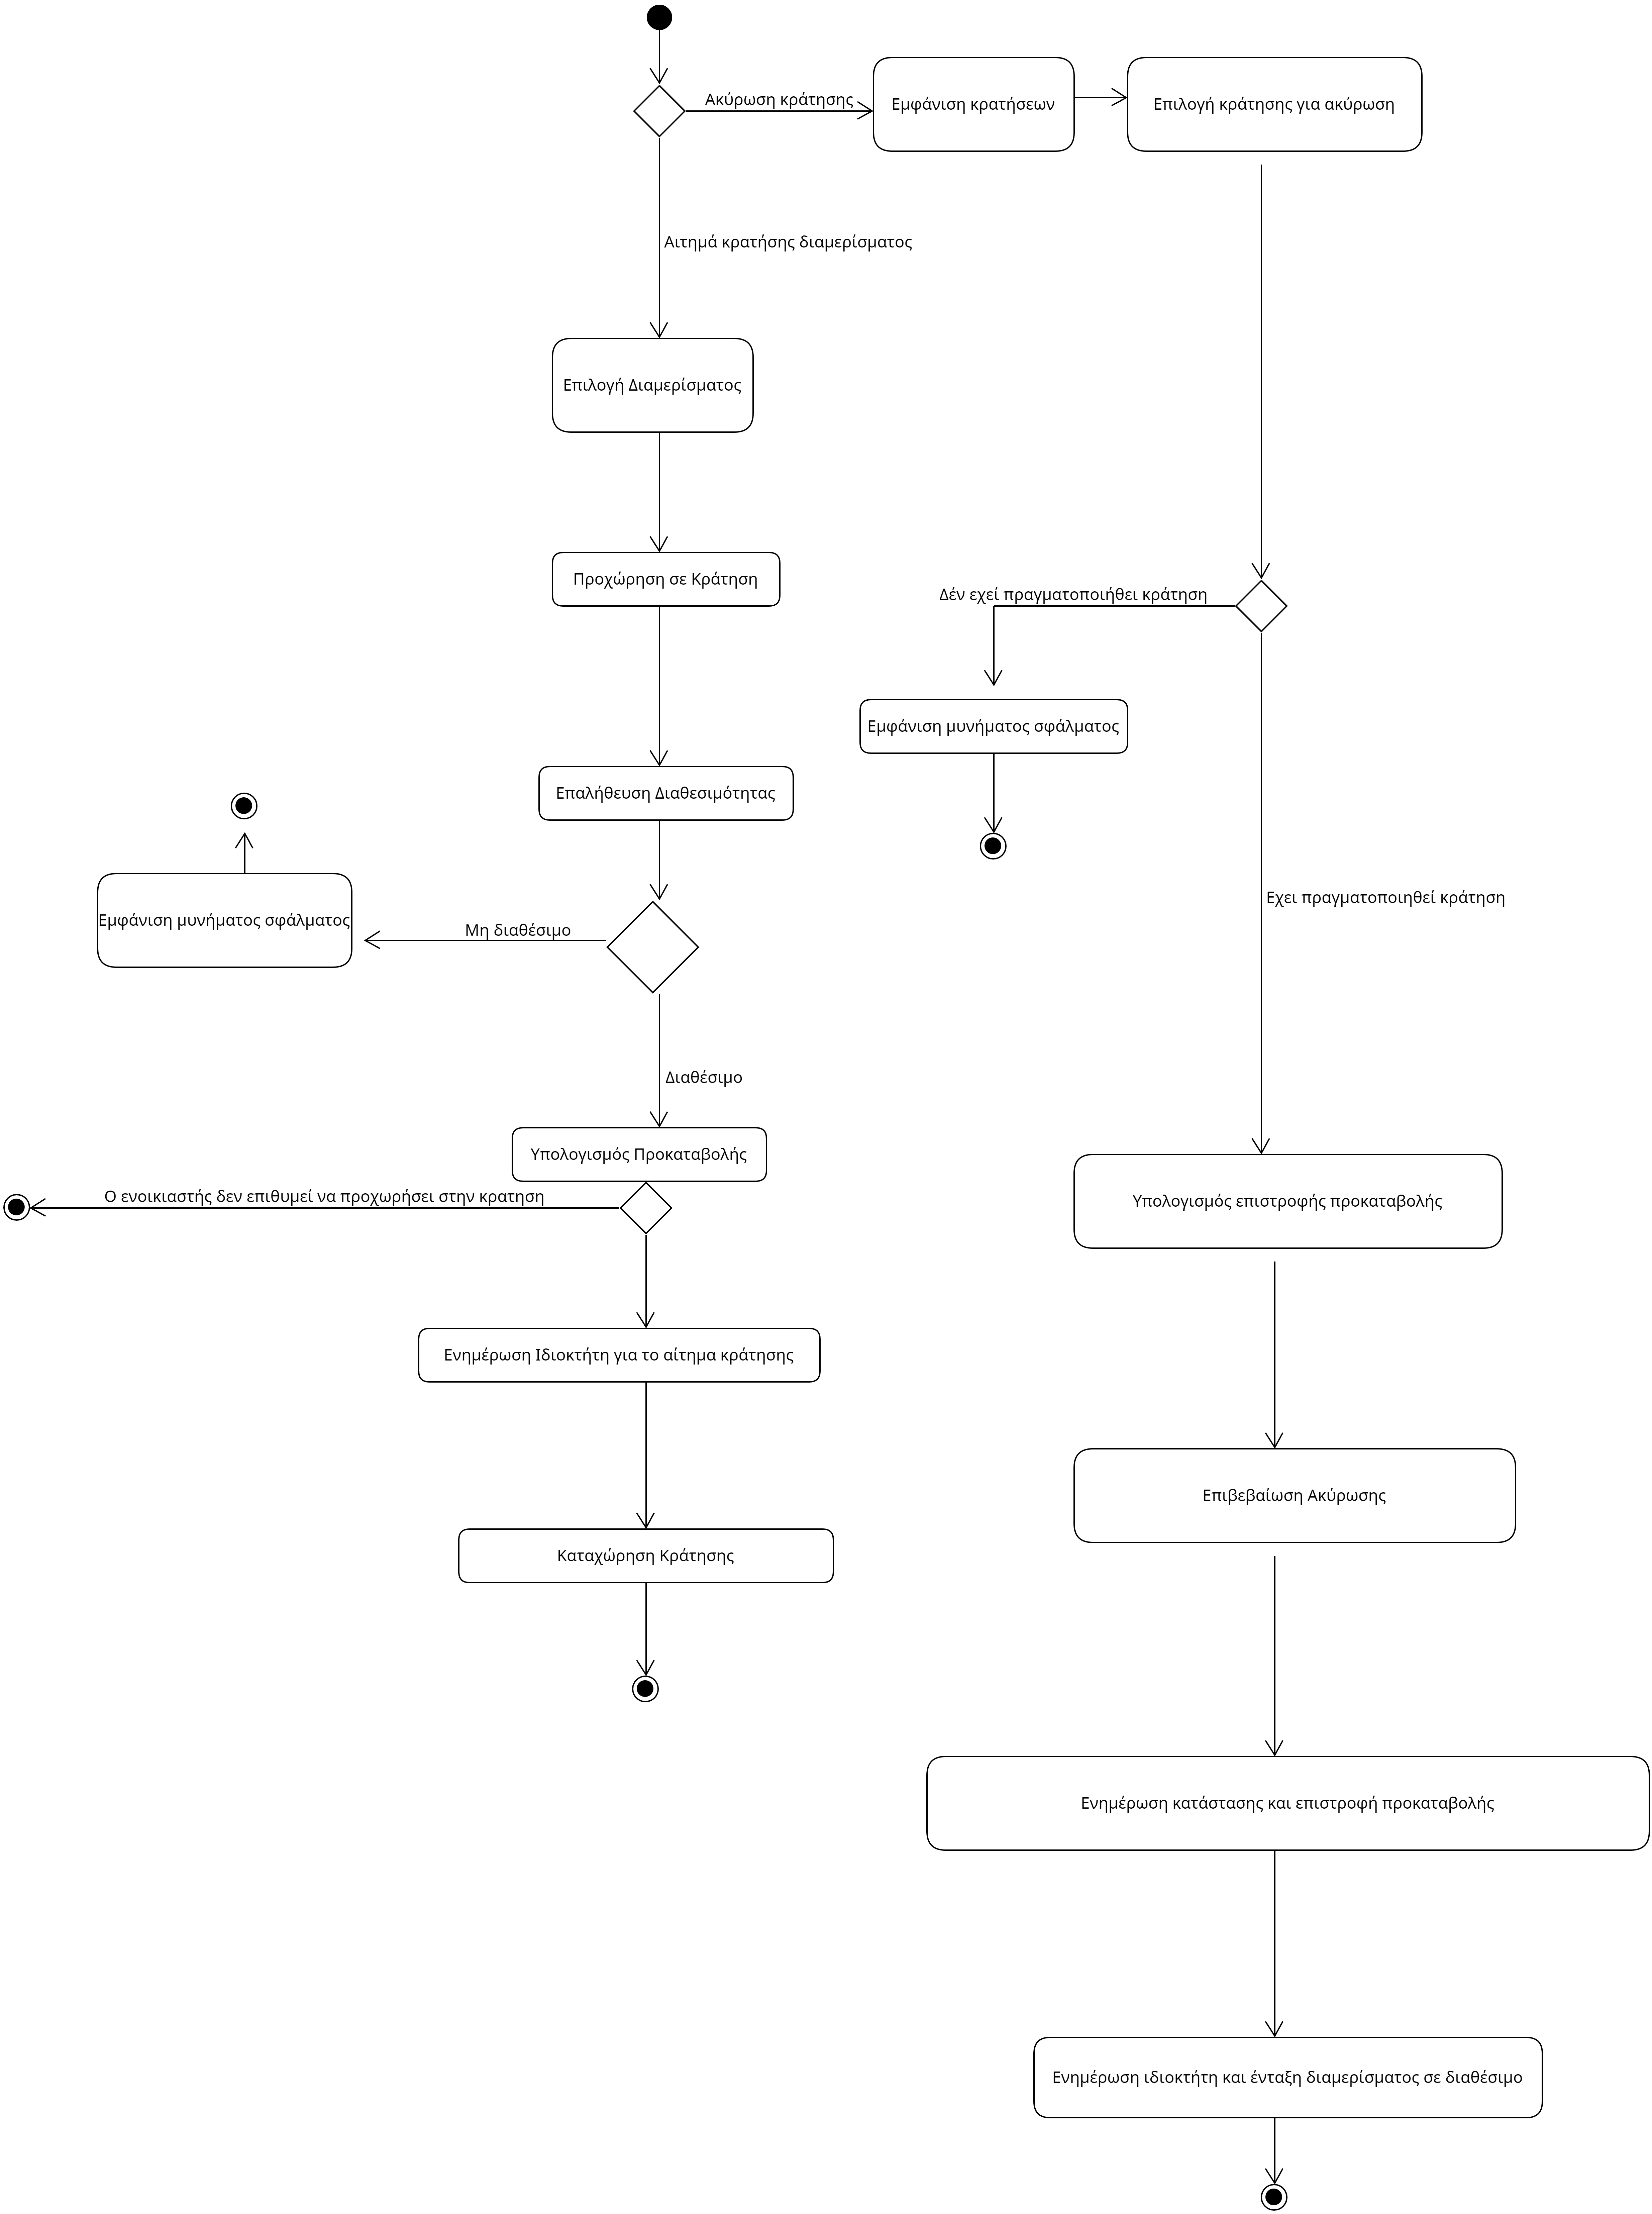 Ακύρωση κράτησης
Εμφάνιση κρατήσεων
Επιλογή κράτησης για ακύρωση
Αιτημά κρατήσης διαμερίσματος
Επιλογή Διαμερίσματος
Προχώρηση σε Κράτηση
Δέν εχεί πραγματοποιήθει κράτηση
Εμφάνιση μυνήματος σφάλματος
Επαλήθευση Διαθεσιμότητας
Εχει πραγματοποιηθεί κράτηση
Εμφάνιση μυνήματος σφάλματος
Μη διαθέσιμο
Διαθέσιμο
Υπολογισμός Προκαταβολής
Ο ενοικιαστής δεν επιθυμεί να προχωρήσει στην κρατηση
Υπολογισμός επιστροφής προκαταβολής
Ενημέρωση Ιδιοκτήτη για το αίτημα κράτησης
Επιβεβαίωση Ακύρωσης
Καταχώρηση Κράτησης
Ενημέρωση κατάστασης και επιστροφή προκαταβολής
Ενημέρωση ιδιοκτήτη και ένταξη διαμερίσματος σε διαθέσιμο